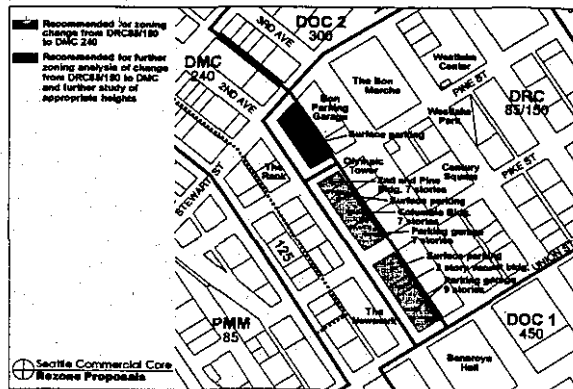 Recommended for zoning
change from DRC85/150
to DMC 240
Recommended for further
zoning analysis of change
from DRC85/150 to DMC
and further study of
appropriate heights
3RD AVE
DOC 2
300
DMC
240
2ND AVE
Bon
Parking
Garage
The Bon
Marche
Westlake
Center
PINE ST
Westlake
Park
DRC
85/150
Surface parking
Olympic
Tower
Century
Square
PIKE ST
2nd and Pine
Bldg. 7 stories
Surface parking
Columbia Bldg.
7 stories
Parking garage
7 stories
The
STEWART ST
125
Surface parking
2 story vacant bldg.
Parking garage
9 stories
UNION ST
PMM
85
The
Newmark
DOC 1
450
Benaroya
Hall
Seattle Commercial Core
Rezone Proposals